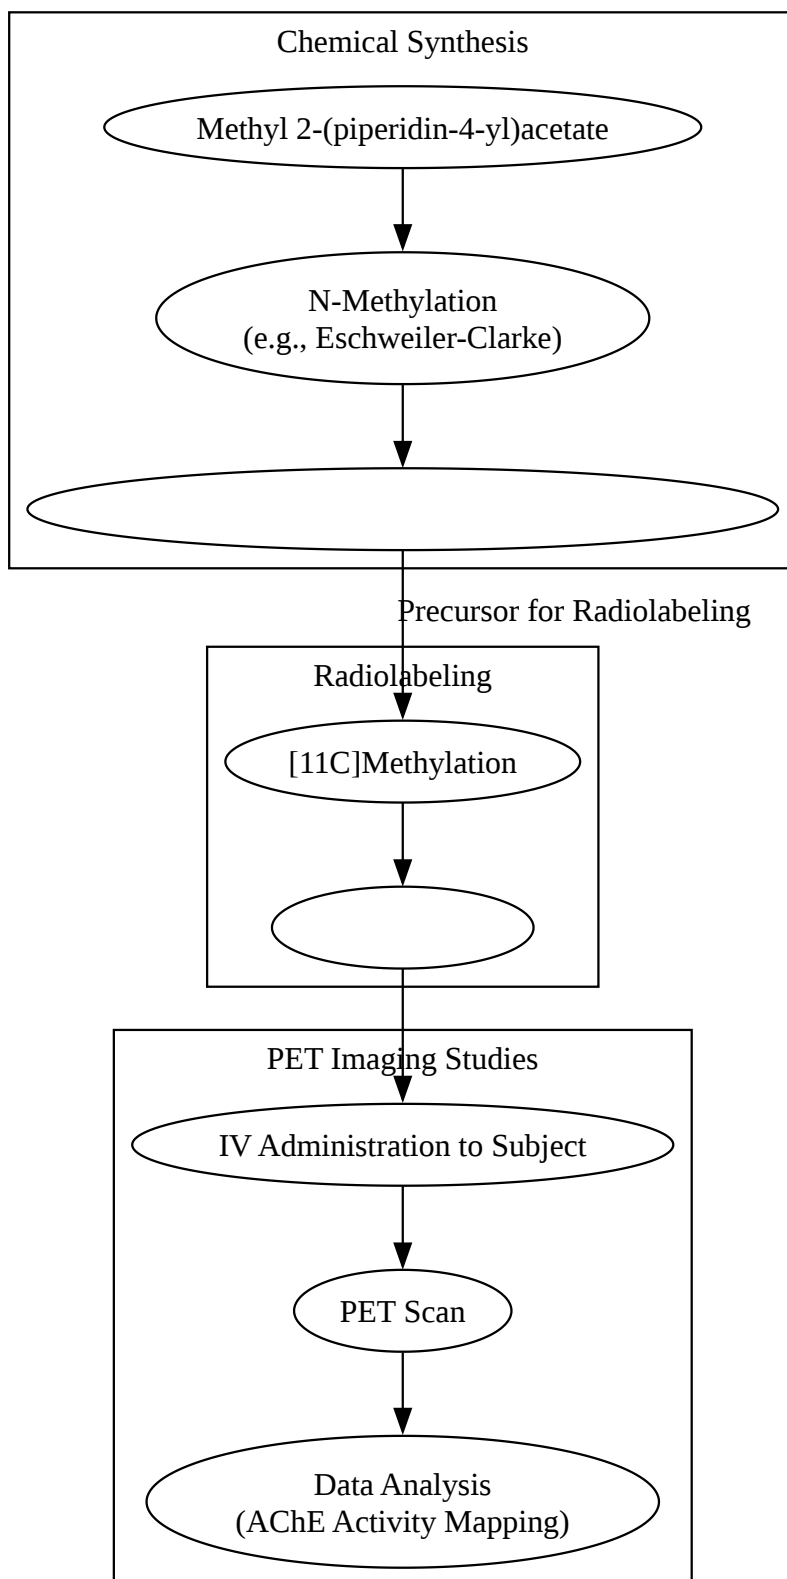 Chemical Synthesis
Methyl 2-(piperidin-4-yl)acetate
N-Methylation
(e.g., Eschweiler-Clarke)
Precursor for Radiolabeling
Radiolabeling
[11C]Methylation
PET Imaging Studies
IV Administration to Subject
PET Scan
Data Analysis
(AChE Activity Mapping)